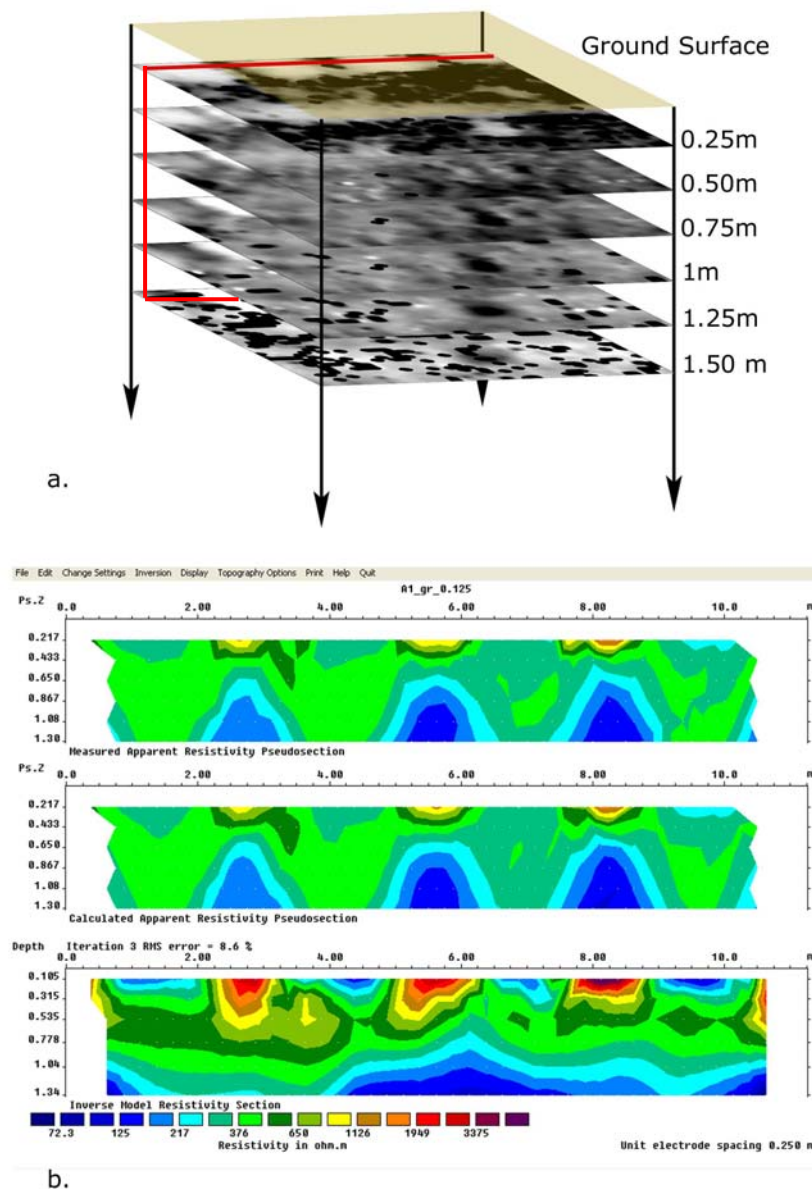 Ground Surface
0.25m
0.50m
0.75m
1m
1.25m
1.50 m
a.
File Edit Change Settings Inversion Display Topography Options Print Help Quit
A1_gr_0.125
Ps.Z 0.0 2.00 4.00 6.00 8.00 10.0 m
0.217
0.433
0.650
0.867
1.08
1.30
Measured Apparent Resistivity Pseudosection
Ps.Z 0.0 2.00 4.00 6.00 8.00 10.0 m
0.217
0.433
0.650
0.867
1.08
1.30
Calculated Apparent Resistivity Pseudosection
Depth Iteration 3 RMS error = 8.6 %
0.0 2.00 4.00 6.00 8.00 10.0 m
0.105
0.315
0.535
0.778
1.04
1.34
Inverse Model Resistivity Section
72.3 125 217 376 650 1126 1949 3375
Resistivity in ohm.m Unit electrode spacing 0.250 m
b.